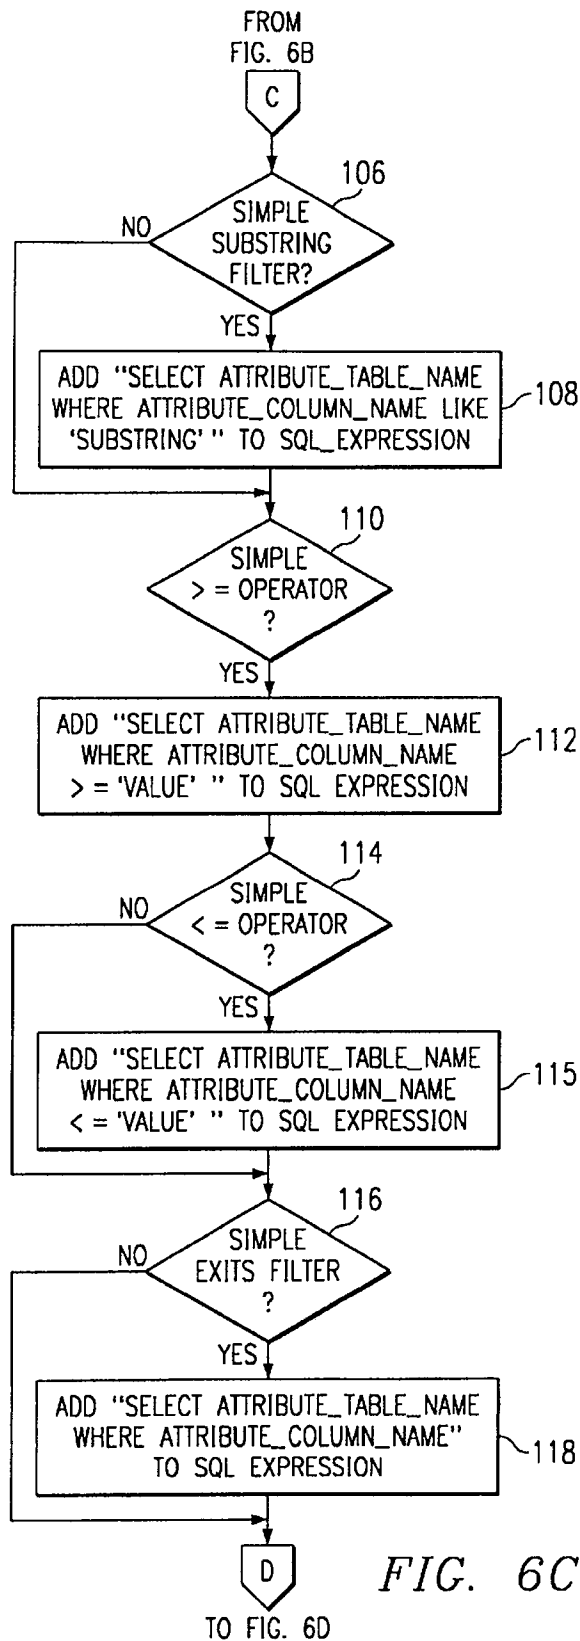 FROM
FIG. 6B
C
106
SIMPLE
SUBSTRING
FILTER?
NO
YES
ADD "SELECT ATTRIBUTE_TABLE_NAME
WHERE ATTRIBUTE_COLUMN_NAME LIKE
'SUBSTRING' " TO SQL_EXPRESSION
108
110
SIMPLE
> = OPERATOR
?
YES
ADD "SELECT ATTRIBUTE_TABLE_NAME
WHERE ATTRIBUTE_COLUMN_NAME
> = 'VALUE' " TO SQL EXPRESSION
112
114
SIMPLE
< = OPERATOR
?
NO
YES
ADD "SELECT ATTRIBUTE_TABLE_NAME
WHERE ATTRIBUTE_COLUMN_NAME
< = 'VALUE' " TO SQL EXPRESSION
115
116
SIMPLE
EXITS FILTER
?
NO
YES
ADD "SELECT ATTRIBUTE_TABLE_NAME
WHERE ATTRIBUTE_COLUMN_NAME"
TO SQL EXPRESSION
118
D
TO FIG. 6D
FIG. 6C